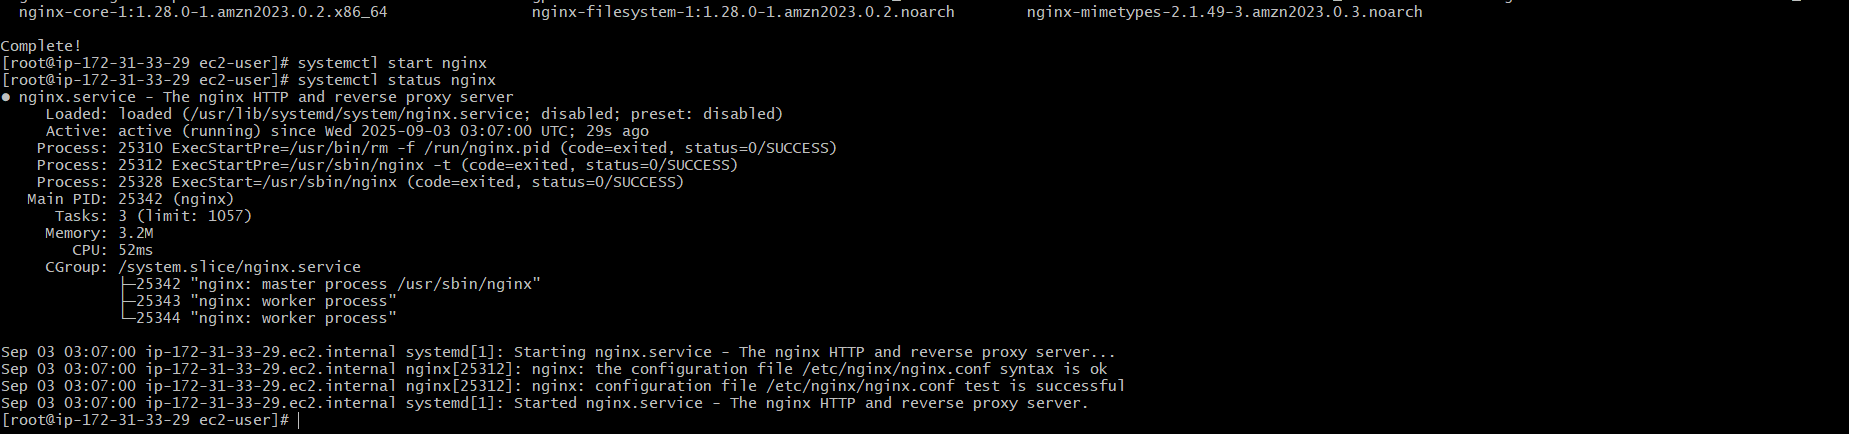 nginx-core-1:1.28.0-1.amzn2023.0.2.x86_64 nginx-filesystem-1:1.28.0-1.amzn2023.0.2.noarch nginx-mimetypes-2.1.49-3.amzn2023.0.3.noarch
Complete!
[root@ip-172-31-33-29 ec2-user]# systemctl start nginx
[root@ip-172-31-33-29 ec2-user]# systemctl status nginx
● nginx.service - The nginx HTTP and reverse proxy server
Loaded: loaded (/usr/lib/systemd/system/nginx.service; disabled; preset: disabled)
Active: active (running) since Wed 2025-09-03 03:07:00 UTC; 29s ago
Process: 25310 ExecStartPre=/usr/bin/rm -f /run/nginx.pid (code=exited, status=0/SUCCESS)
Process: 25312 ExecStartPre=/usr/sbin/nginx -t (code=exited, status=0/SUCCESS)
Process: 25328 ExecStart=/usr/sbin/nginx (code=exited, status=0/SUCCESS)
Main PID: 25342 (nginx)
Tasks: 3 (limit: 1057)
Memory: 3.2M
CPU: 52ms
CGroup: /system.slice/nginx.service
├─25342 "nginx: master process /usr/sbin/nginx"
├─25343 "nginx: worker process"
└─25344 "nginx: worker process"
Sep 03 03:07:00 ip-172-31-33-29.ec2.internal systemd[1]: Starting nginx.service - The nginx HTTP and reverse proxy server...
Sep 03 03:07:00 ip-172-31-33-29.ec2.internal nginx[25312]: nginx: the configuration file /etc/nginx/nginx.conf syntax is ok
Sep 03 03:07:00 ip-172-31-33-29.ec2.internal nginx[25312]: nginx: configuration file /etc/nginx/nginx.conf test is successful
Sep 03 03:07:00 ip-172-31-33-29.ec2.internal systemd[1]: Started nginx.service - The nginx HTTP and reverse proxy server.
[root@ip-172-31-33-29 ec2-user]#